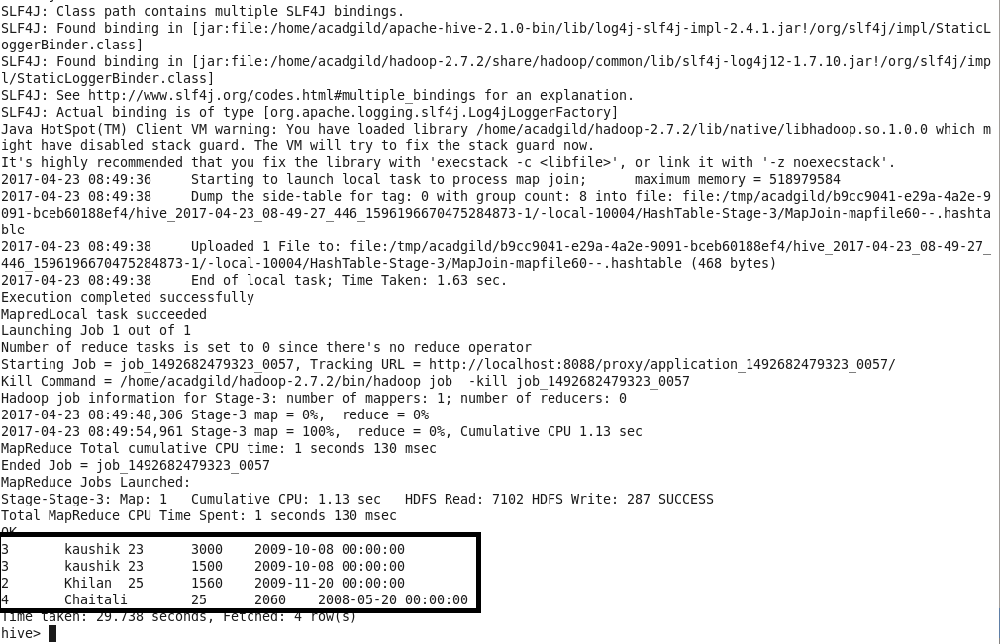 SLF4J: Class path contains multiple SLF4J bindings.
SLF4J: Found binding in [jar:file:/home/acadgild/apache-hive-2.1.0-bin/lib/log4j-slf4j-impl-2.4.1.jar!/org/slf4j/impl/StaticL
oggerBinder.class]
SLF4J: Found binding in [jar:file:/home/acadgild/hadoop-2.7.2/share/hadoop/common/lib/slf4j-log4j12-1.7.10.jar!/org/slf4j/imp
l/StaticLoggerBinder.class]
SLF4J: See http://www.slf4j.org/codes.html#multiple_bindings for an explanation.
SLF4J: Actual binding is of type [org.apache.logging.slf4j.Log4jLoggerFactory]
Java HotSpot(TM) Client VM warning: You have loaded library /home/acadgild/hadoop-2.7.2/lib/native/libhadoop.so.1.0.0 which m
ight have disabled stack guard. The VM will try to fix the stack guard now.
It's highly recommended that you fix the library with 'execstack -c <libfile>', or link it with '-z noexecstack'.
2017-04-23 08:49:36     Starting to launch local task to process map join;      maximum memory = 518979584
2017-04-23 08:49:38     Dump the side-table for tag: 0 with group count: 8 into file: file:/tmp/acadgild/b9cc9041-e29a-4a2e-9
091-bceb60188ef4/hive_2017-04-23_08-49-27_446_1596196670475284873-1/-local-10004/HashTable-Stage-3/MapJoin-mapfile60--.hashta
ble
2017-04-23 08:49:38     Uploaded 1 File to: file:/tmp/acadgild/b9cc9041-e29a-4a2e-9091-bceb60188ef4/hive_2017-04-23_08-49-27_
446_1596196670475284873-1/-local-10004/HashTable-Stage-3/MapJoin-mapfile60--.hashtable (468 bytes)
2017-04-23 08:49:38     End of local task; Time Taken: 1.63 sec.
Execution completed successfully
MapredLocal task succeeded
Launching Job 1 out of 1
Number of reduce tasks is set to 0 since there's no reduce operator
Starting Job = job_1492682479323_0057, Tracking URL = http://localhost:8088/proxy/application_1492682479323_0057/
Kill Command = /home/acadgild/hadoop-2.7.2/bin/hadoop job  -kill job_1492682479323_0057
Hadoop job information for Stage-3: number of mappers: 1; number of reducers: 0
2017-04-23 08:49:48,306 Stage-3 map = 0%,  reduce = 0%
2017-04-23 08:49:54,961 Stage-3 map = 100%,  reduce = 0%, Cumulative CPU 1.13 sec
MapReduce Total cumulative CPU time: 1 seconds 130 msec
Ended Job = job_1492682479323_0057
MapReduce Jobs Launched:
Stage-Stage-3: Map: 1   Cumulative CPU: 1.13 sec   HDFS Read: 7102 HDFS Write: 287 SUCCESS
Total MapReduce CPU Time Spent: 1 seconds 130 msec
OK
3       kaushik 23      3000    2009-10-08 00:00:00
3       kaushik 23      1500    2009-10-08 00:00:00
2       Khilan  25      1560    2009-11-20 00:00:00
4       Chaitali        25      2060    2008-05-20 00:00:00
Time taken: 29.738 seconds, Fetched: 4 row(s)
hive>